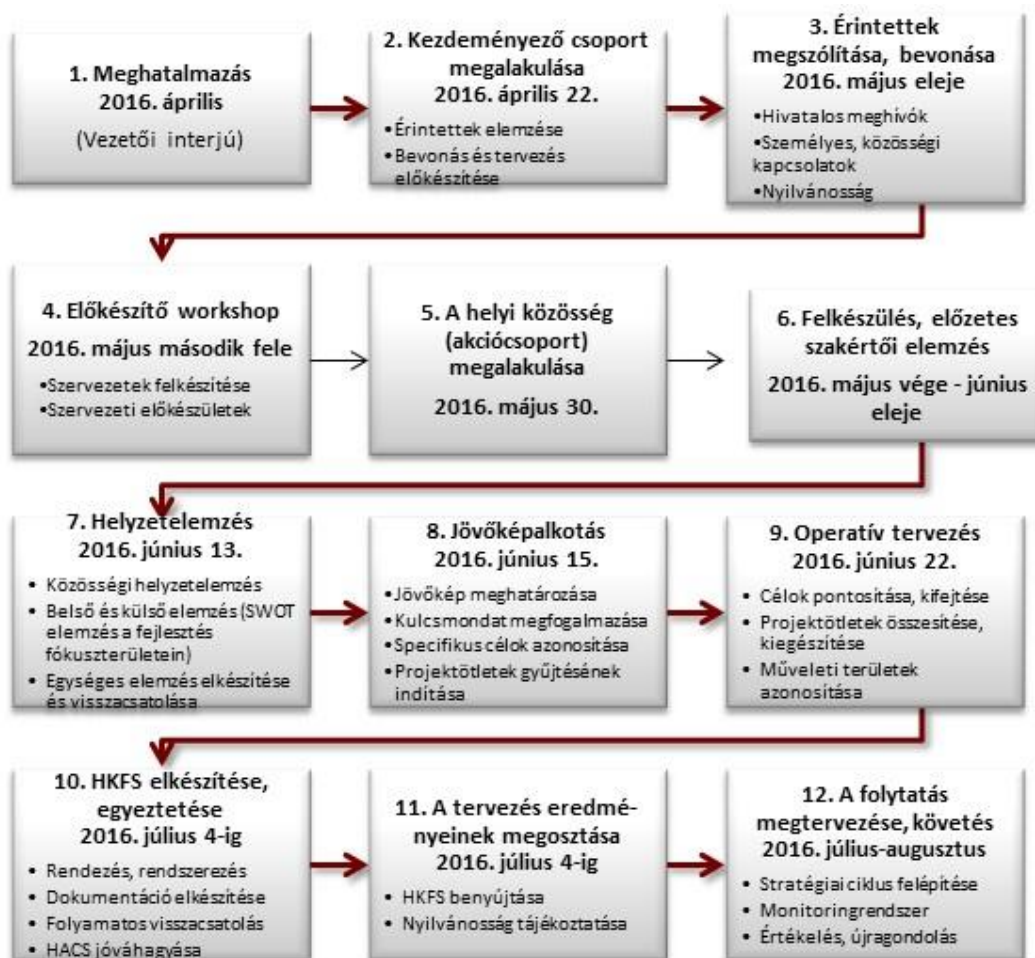 1. Meghatalmazás
2016. április
(Vezetői interjú)
2. Kezdeményező csoport
megalakulása
2016. április 22.
•Érintettek elemzése
•Bevonás és tervezés
előkészítése
3. Érintettek
megszólítása, bevonása
2016. május eleje
•Hivatalos meghívók
•Személyes, közösségi
kapcsolatok
•Nyilvánosság
4. Előkészítő workshop
2016. május második fele
•Szervezetek felkészítése
•Szervezeti előkészületek
5. A helyi közösség
(akciócsoport)
megalakulása
2016. május 30.
6. Felkészülés, előzetes
szakértői elemzés
2016. május vége - június
eleje
7. Helyzetelemzés
2016. június 13.
• Közösségi helyzetelemzés
• Belső és külső elemzés (SWOT
elemzés a fejlesztés
fókuszterületein)
• Egységes elemzés elkészítése
és visszacsatolása
8. Jövőképalkotás
2016. június 15.
•Jövőkép meghatározása
•Kulcsmondat megfogalmazása
•Specifikus célok azonosítása
•Projektötletek gyűjtésének
indítása
9. Operatív tervezés
2016. június 22.
• Célok pontosítása, kifejtése
• Projektötletek összesítése,
kiegészítése
• Műveleti területek
azonosítása
10. HKFS elkészítése,
egyeztetése
2016. július 4-ig
• Rendezés, rendszerezés
• Dokumentáció elkészítése
• Folyamatos visszacsatolás
• HACS jóváhagyása
11. A tervezés eredmé-
nyeinek megosztása
2016. július 4-ig
• HKFS benyújtása
• Nyilvánosság tájékoztatása
12. A folytatás
megtervezése, követés
2016. július-augusztus
• Stratégiai ciklus felépítése
• Monitoringrendszer
• Értékelés, újragondolás